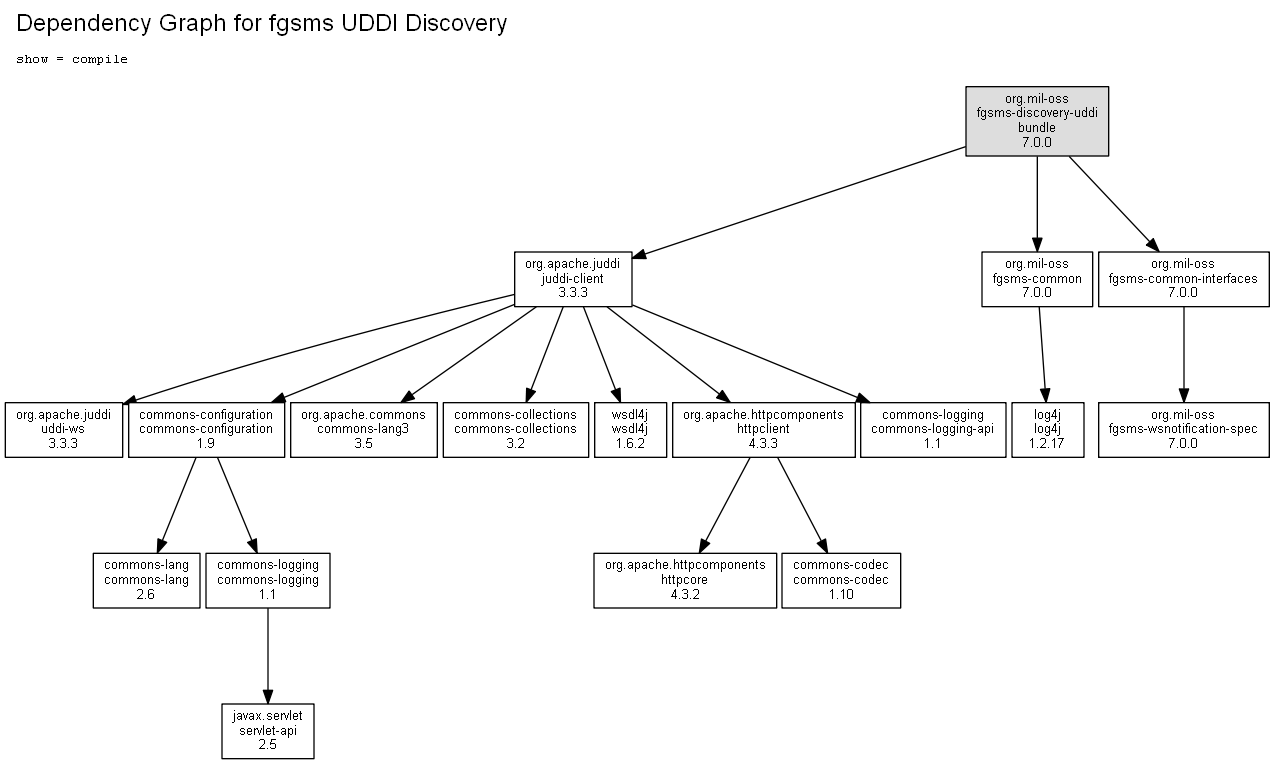 Dependency Graph for fgsms UDDI Discovery
show = compile
org.mil-oss
fgsms-discovery-uddi
bundle
7.0.0
org.apache.juddi
juddi-client
3.3.3
org.mil-oss
fgsms-common
7.0.0
org.mil-oss
fgsms-common-interfaces
7.0.0
org.apache.juddi
uddi-ws
3.3.3
commons-configuration
commons-configuration
1.9
org.apache.commons
commons-lang3
3.5
commons-collections
commons-collections
3.2
wsdl4j
wsdl4j
1.6.2
org.apache.httpcomponents
httpclient
4.3.3
commons-logging
commons-logging-api
1.1
log4j
log4j
1.2.17
org.mil-oss
fgsms-wsnotification-spec
7.0.0
commons-lang
commons-lang
2.6
commons-logging
commons-logging
1.1
org.apache.httpcomponents
httpcore
4.3.2
commons-codec
commons-codec
1.10
javax.servlet
servlet-api
2.5